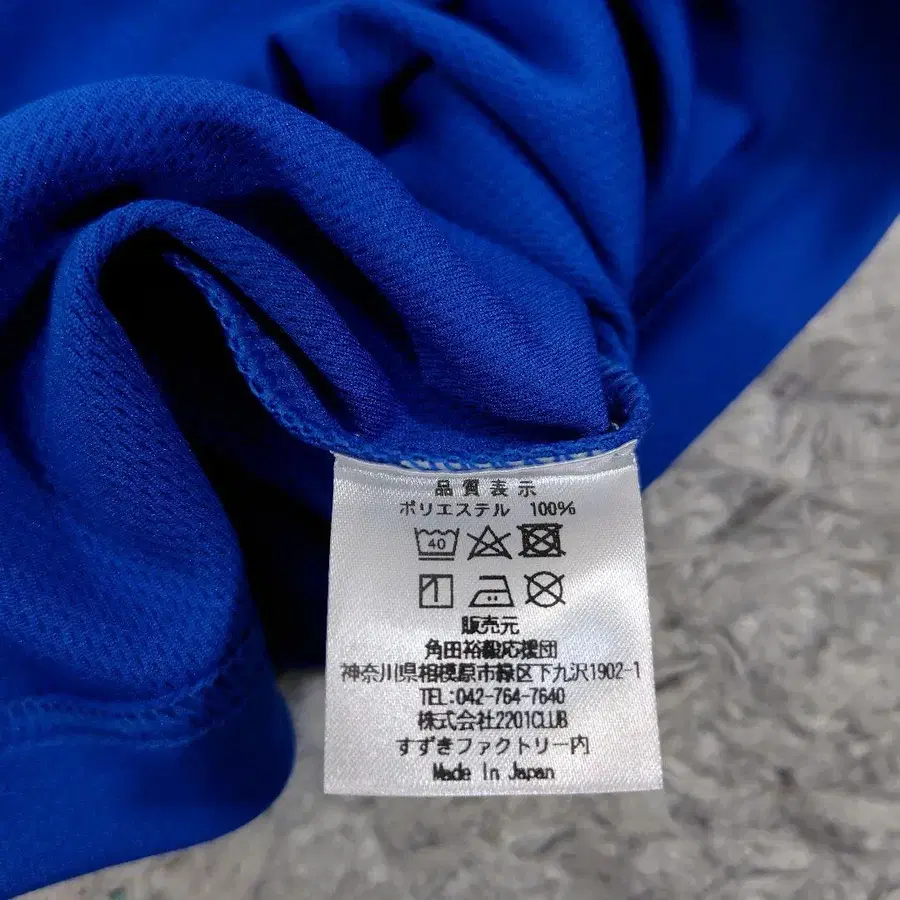 品質表示
ポリエステル 100%
40
販売元
角田裕毅応援団
神奈川県相模原市緑区下九沢1902-1
TEL:042-764-7640
株式会社2201CLUB
すずきファクトリー内
Made In Japan